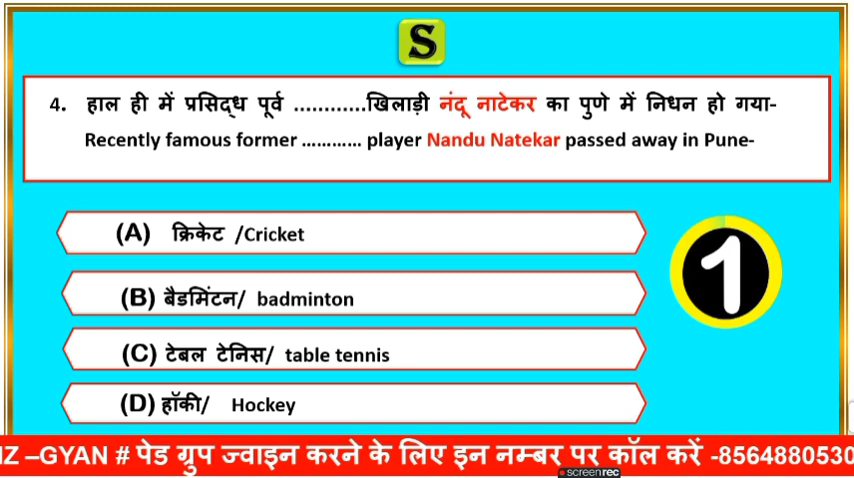 S
4. हाल ही में प्रसिद्ध पूर्व ............खिलाड़ी नंदू नाटेकर का पुणे में निधन हो गया-
Recently famous former ............ player Nandu Natekar passed away in Pune-
(A) क्रिकेट /Cricket
1
(B) बैडमिंटन/ badminton
(C) टेबल टेनिस/ table tennis
(D) हॉकी/ Hockey
IZ –GYAN # पेड ग्रुप ज्वाइन करने के लिए इन नम्बर पर कॉल करें -8564880530
screenrec